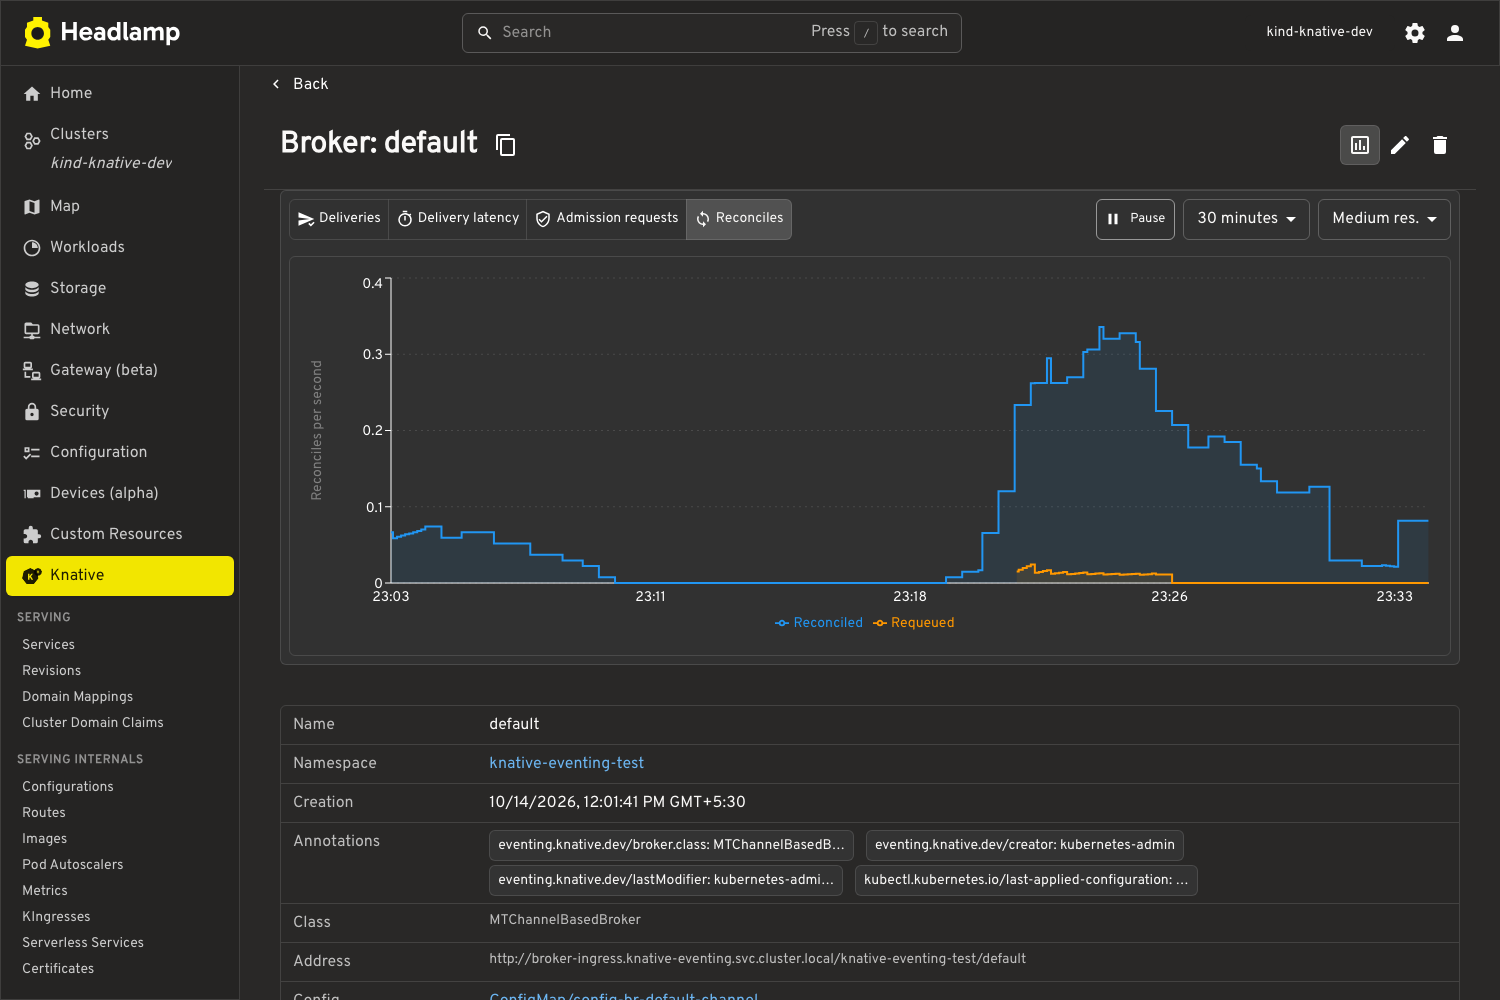 Headlamp
Search
Press / to search
kind-knative-dev
Home
Clusters
kind-knative-dev
Map
Workloads
Storage
Network
Gateway (beta)
Security
Configuration
Devices (alpha)
Custom Resources
Knative
SERVING
Services
Revisions
Domain Mappings
Cluster Domain Claims
SERVING INTERNALS
Configurations
Routes
Images
Pod Autoscalers
Metrics
KIngresses
Serverless Services
Certificates
Back
Broker: default
Deliveries
Delivery latency
Admission requests
Reconciles
Pause
30 minutes
Medium res.
Reconciles per second
0.4
0.3
0.2
0.1
0
23:03
23:11
23:18
23:26
23:33
Reconciled
Requeued
Name default
Namespace knative-eventing-test
Creation 10/14/2026, 12:01:41 PM GMT+5:30
Annotations eventing.knative.dev/broker.class: MTChannelBasedB... eventing.knative.dev/creator: kubernetes-admin
eventing.knative.dev/lastModifier: kubernetes-admi... kubectl.kubernetes.io/last-applied-configuration: ...
Class MTChannelBasedBroker
Address http://broker-ingress.knative-eventing.svc.cluster.local/knative-eventing-test/default
Config ConfigMap/config-br-default-channel